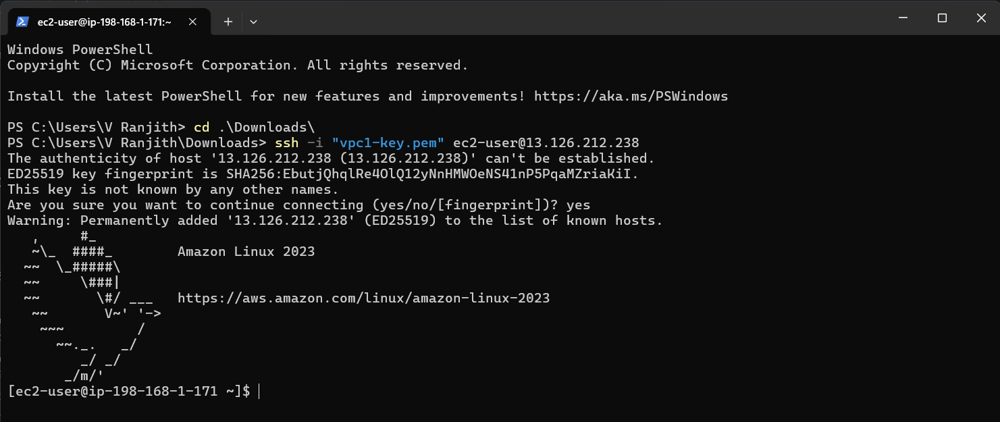 ec2-user@ip-198-168-1-171:~
Windows PowerShell
Copyright (C) Microsoft Corporation. All rights reserved.
Install the latest PowerShell for new features and improvements! https://aka.ms/PSWindows
PS C:\Users\V Ranjith> cd .\Downloads\
PS C:\Users\V Ranjith\Downloads> ssh -i "vpc1-key.pem" ec2-user@13.126.212.238
The authenticity of host '13.126.212.238 (13.126.212.238)' can't be established.
ED25519 key fingerprint is SHA256:EbutjQhqlRe4OlQ12yNnHMWOeNS41nP5PqaMZriaKiI.
This key is not known by any other names.
Are you sure you want to continue connecting (yes/no/[fingerprint])? yes
Warning: Permanently added '13.126.212.238' (ED25519) to the list of known hosts.
   ,     #_
   ~\_  ####_        Amazon Linux 2023
  ~~  \_#####\
  ~~     \###|
  ~~       \#/ ___   https://aws.amazon.com/linux/amazon-linux-2023
   ~~       V~' '->
    ~~~         /
      ~~._.   _/
         _/ _/
       _/m/'
[ec2-user@ip-198-168-1-171 ~]$